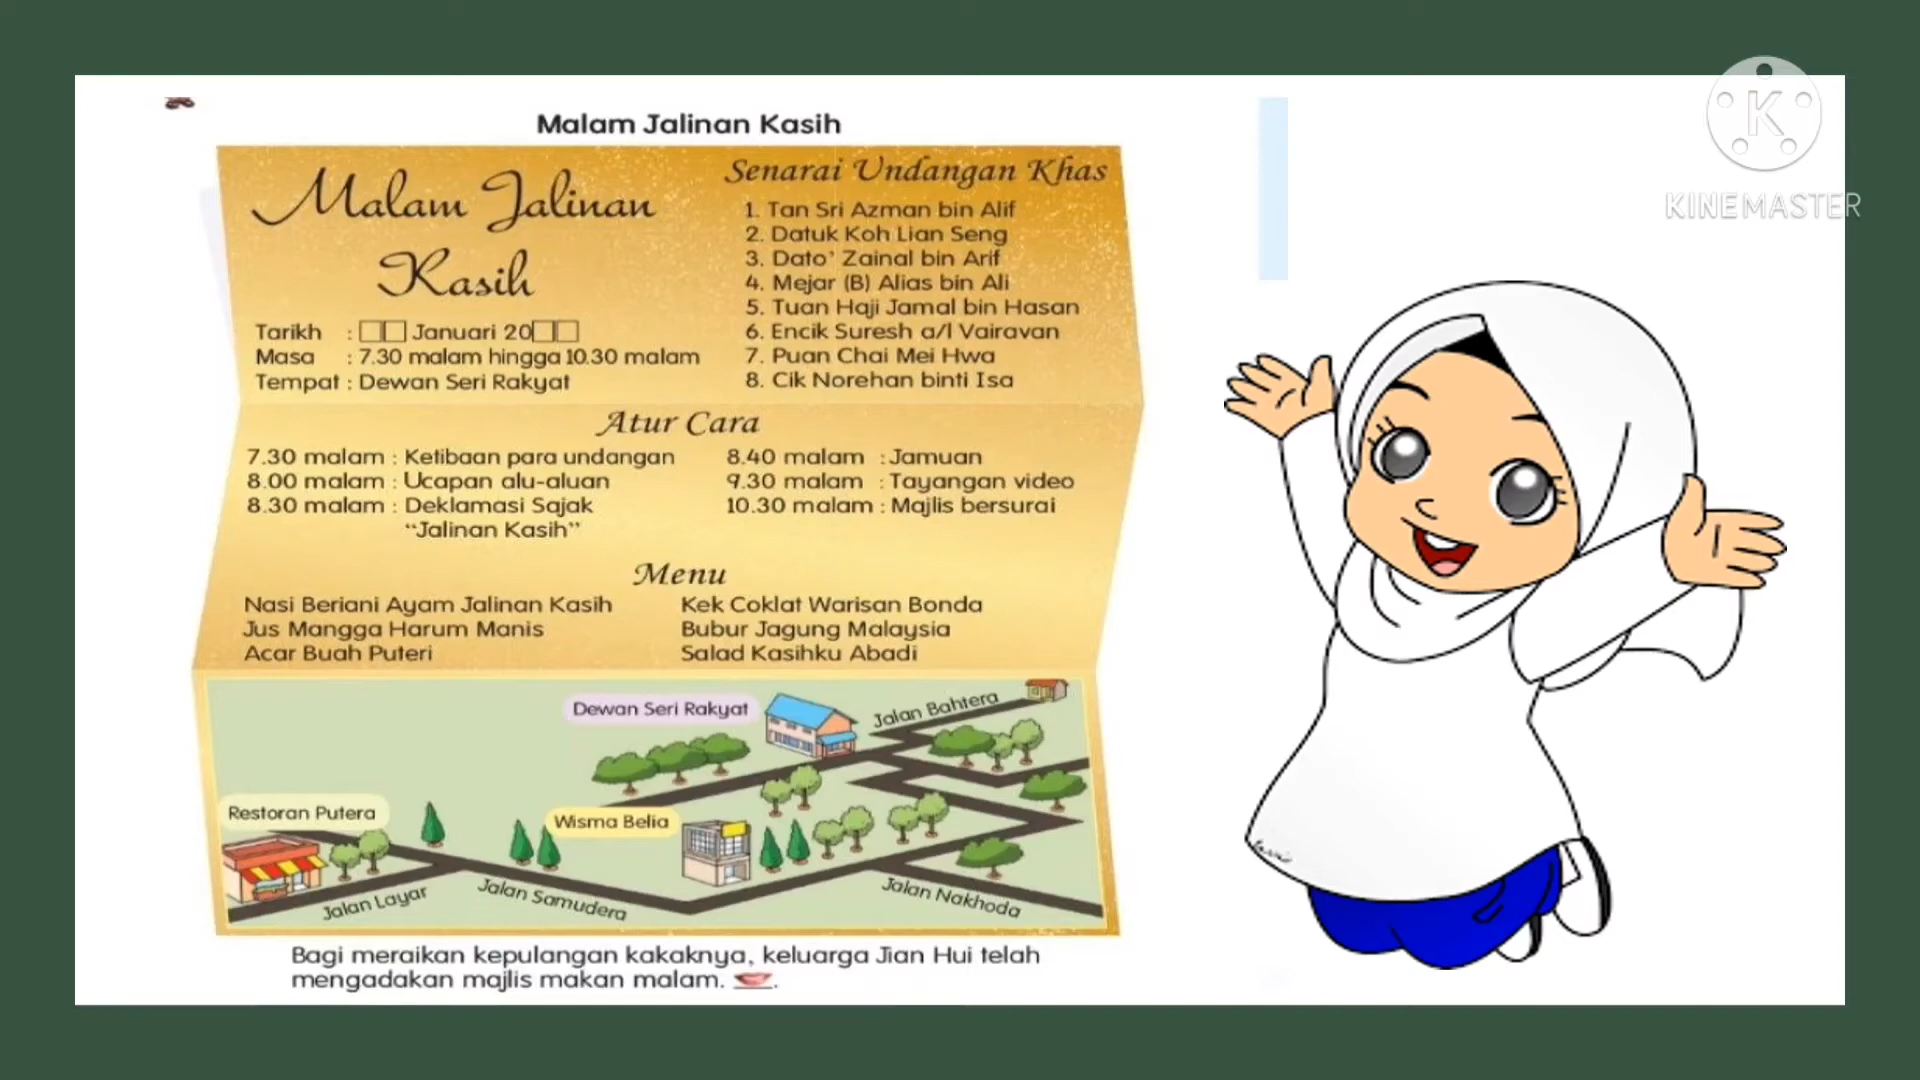 Malam Jalinan Kasih
Malam Jalinan
Kasih
Tarikh : □□ Januari 20□□
Masa : 7.30 malam hingga 10.30 malam
Tempat : Dewan Seri Rakyat
Senarai Undangan Khas
1. Tan Sri Azman bin Alif
2. Datuk Koh Lian Seng
3. Dato' Zainal bin Arif
4. Mejar (B) Alias bin Ali
5. Tuan Haji Jamal bin Hasan
6. Encik Suresh a/l Vairavan
7. Puan Chai Mei Hwa
8. Cik Norehan binti Isa
Atur Cara
7.30 malam : Ketibaan para undangan
8.00 malam : Ucapan alu-aluan
8.30 malam : Deklamasi Sajak
"Jalinan Kasih"
8.40 malam : Jamuan
9.30 malam : Tayangan video
10.30 malam : Majlis bersurai
Menu
Nasi Beriani Ayam Jalinan Kasih
Jus Mangga Harum Manis
Acar Buah Puteri
Kek Coklat Warisan Bonda
Bubur Jagung Malaysia
Salad Kasihku Abadi
Dewan Seri Rakyat
Jalan Bahtera
Restoran Putera
Wisma Belia
Jalan Layar
Jalan Samudera
Jalan Nakhoda
Bagi meraikan kepulangan kakaknya, keluarga Jian Hui telah
mengadakan majlis makan malam.
K
KINEMASTER